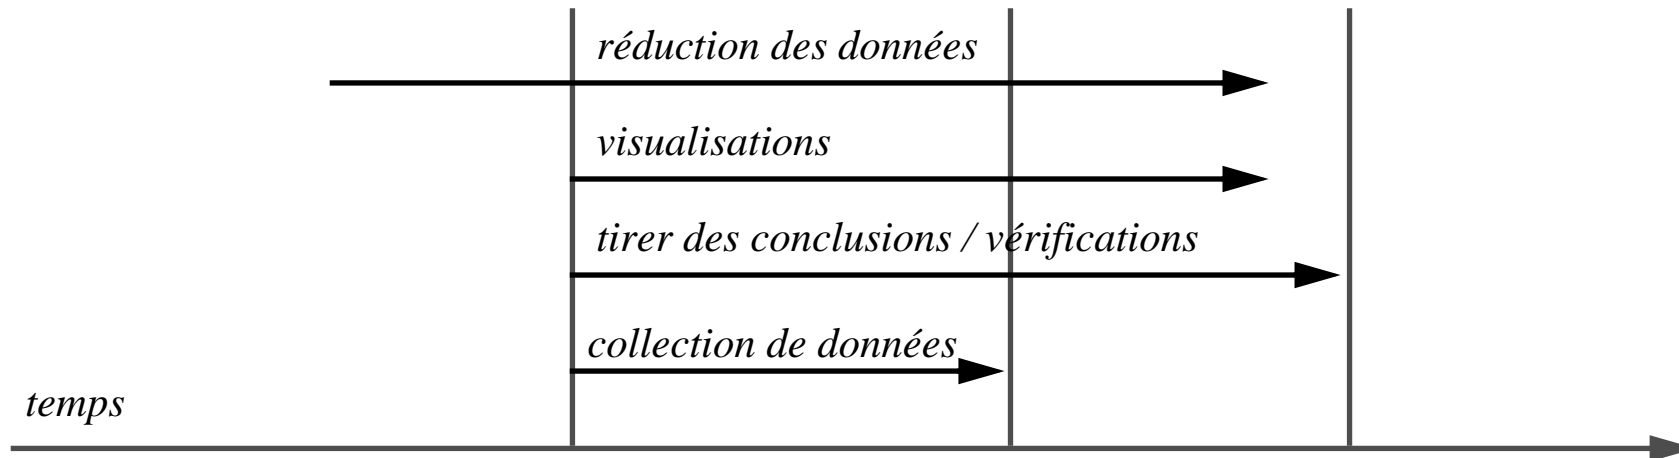 réduction des données
visualisations
tirer des conclusions / vérifications
collection de données
temps